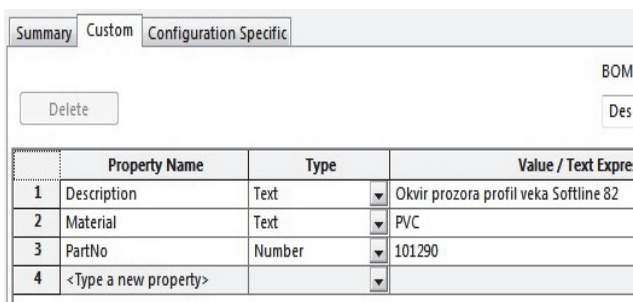 Summary Custom Configuration Specific
BOM
Delete Des
Property Name Type Value / Text Expre
1 Description Text Okvir prozora profil veka Softline 82
2 Material Text PVC
3 PartNo Number 101290
4 <Type a new property>